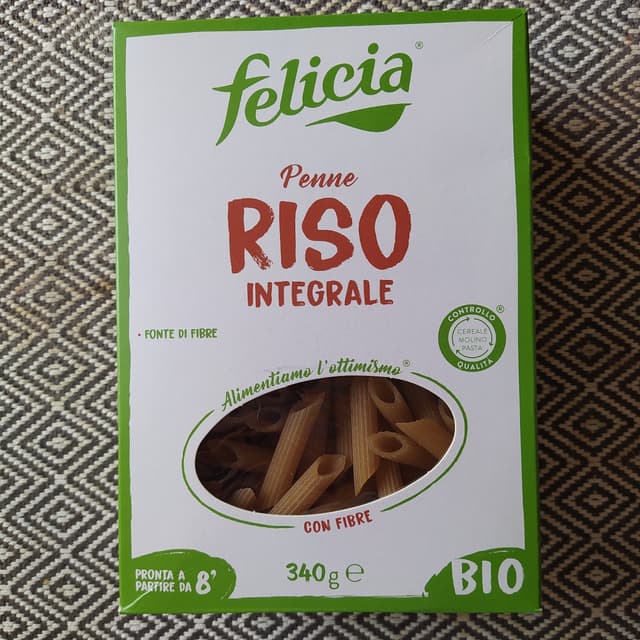 felicia®
Penne
RISO
INTEGRALE
• FONTE DI FIBRE
CONTROLLO®
CEREALE
MOLINO
PASTA
QUALITÀ
Alimentiamo l'ottimismo®
CON FIBRE
PRONTA A
PARTIRE DA 8'
340g ℮
BIO